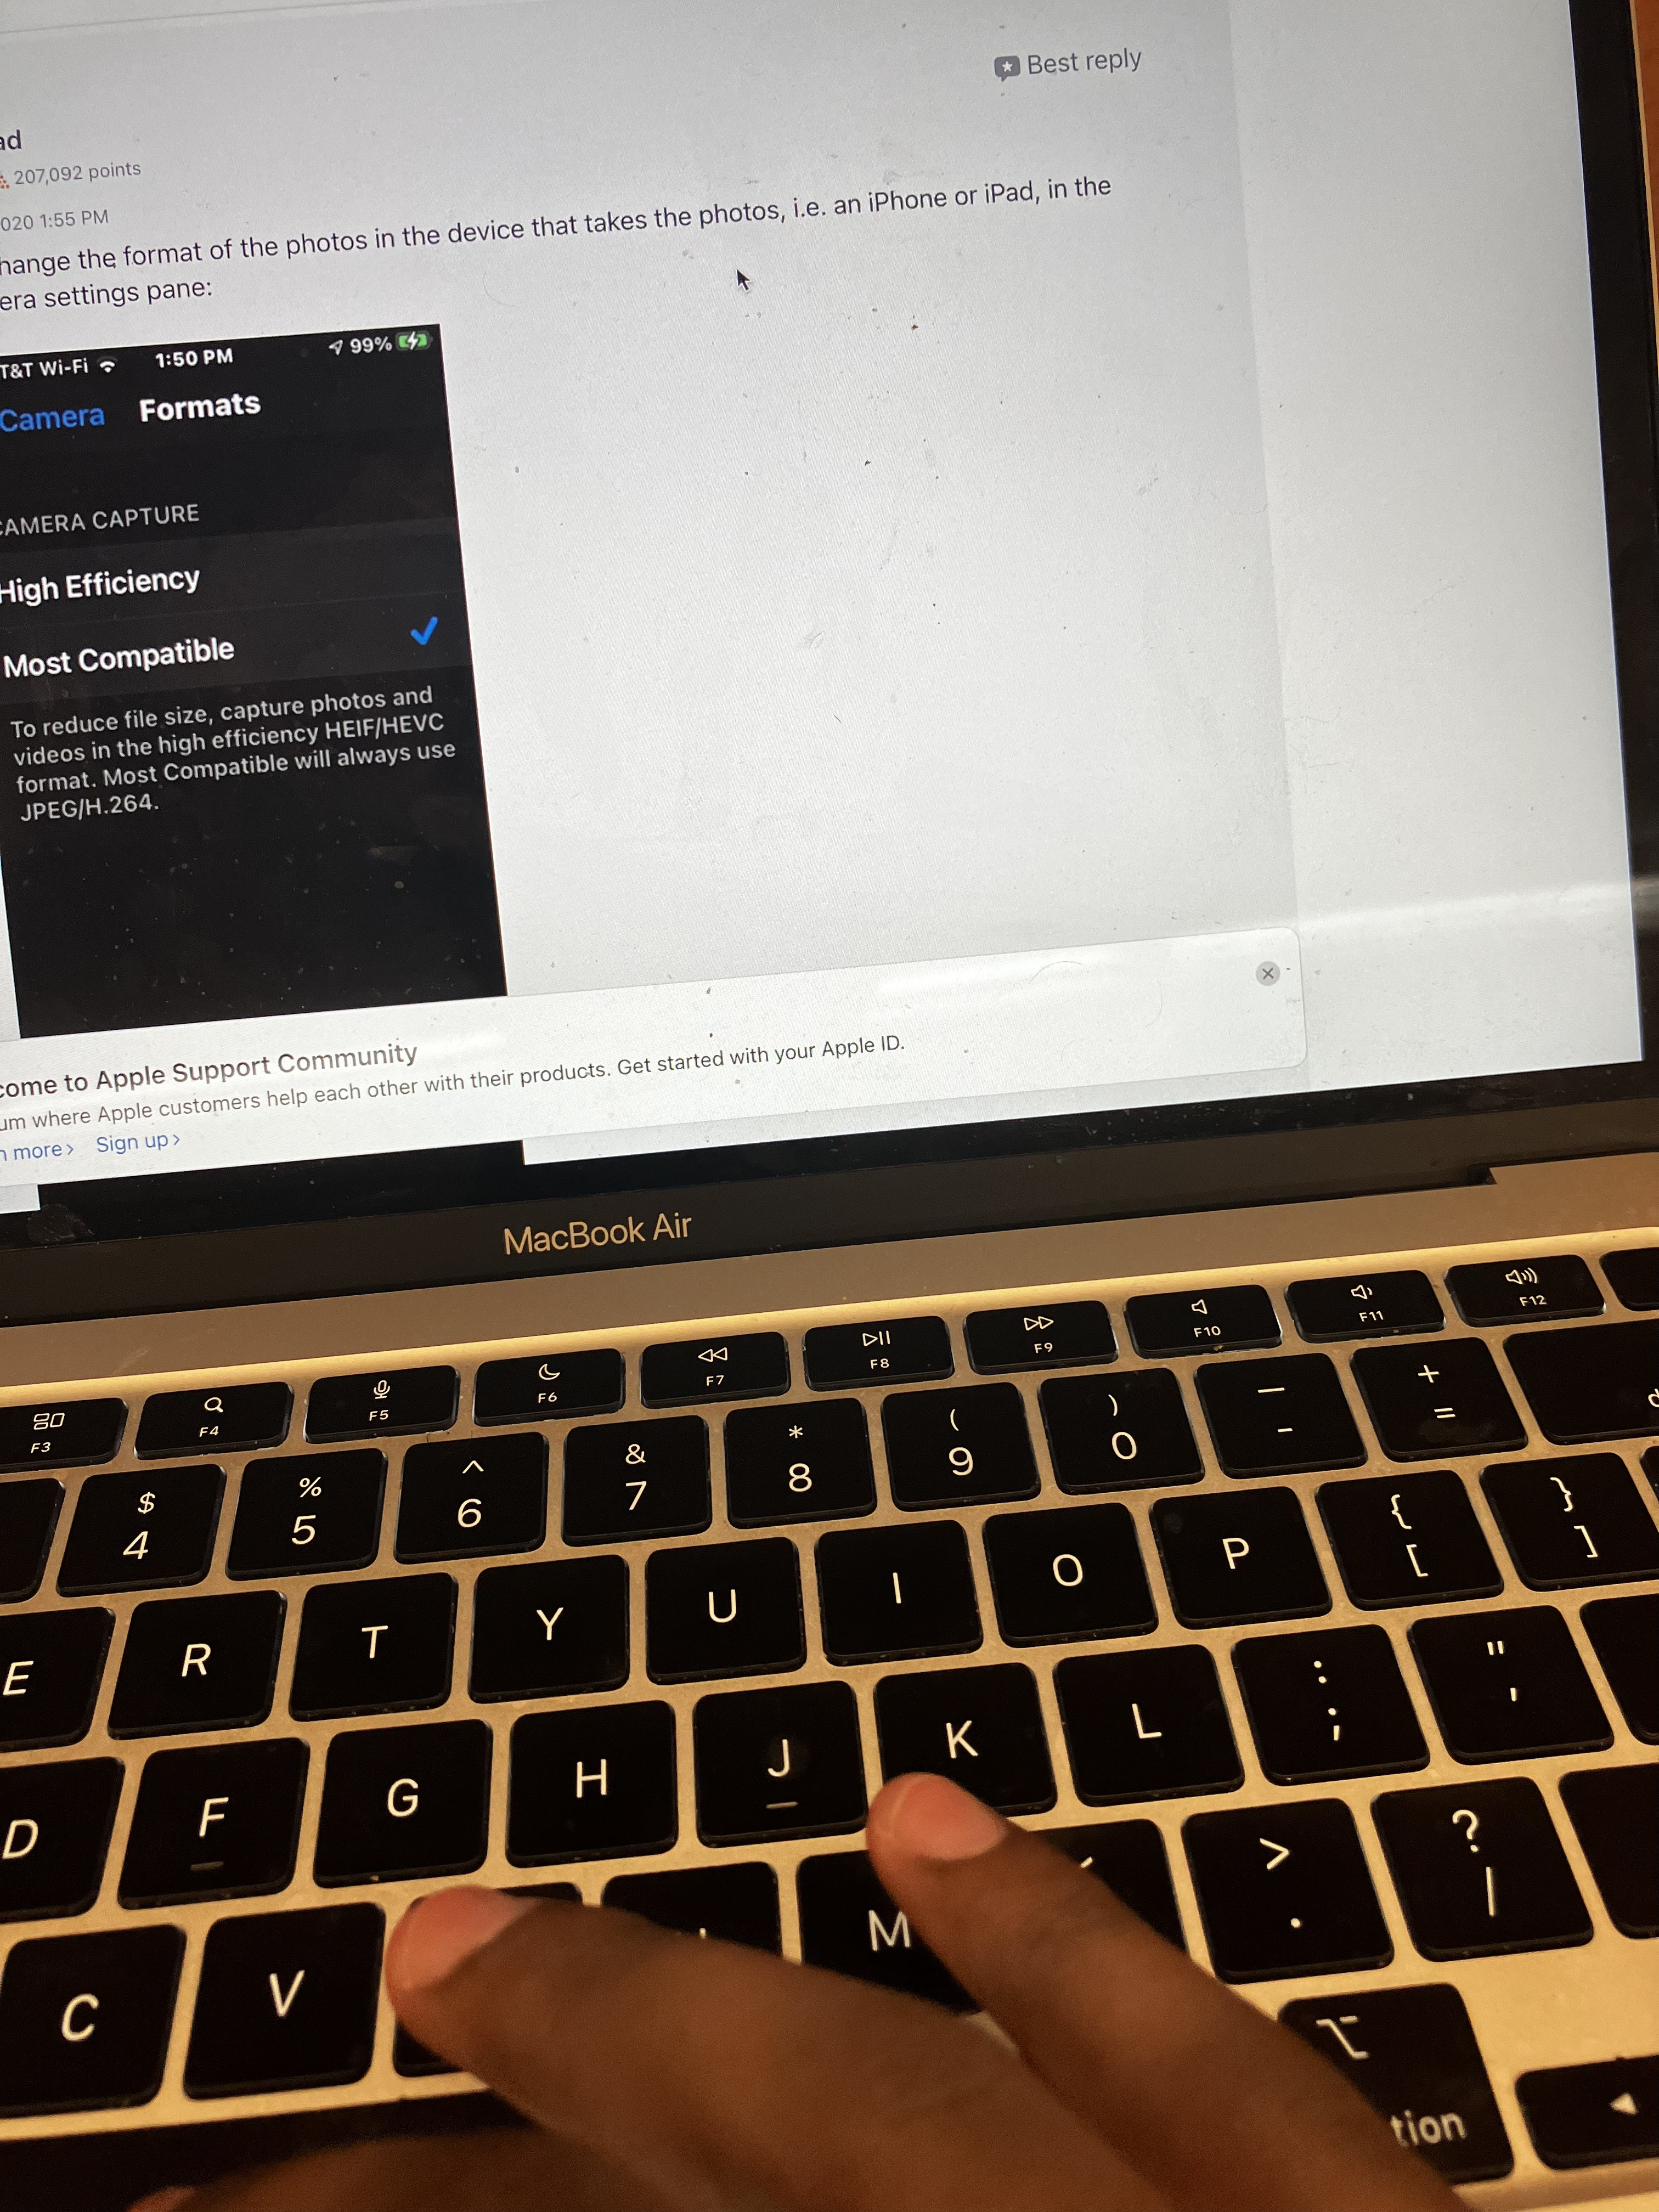 Best reply
ad
207,092 points
020 1:55 PM
hange the format of the photos in the device that takes the photos, i.e. an iPhone or iPad, in the
era settings pane:
T&T Wi-Fi 1:50 PM 99%
Camera Formats
CAMERA CAPTURE
High Efficiency
Most Compatible
To reduce file size, capture photos and
videos in the high efficiency HEIF/HEVC
format. Most Compatible will always use
JPEG/H.264.
come to Apple Support Community
um where Apple customers help each other with their products. Get started with your Apple ID.
n more› Sign up›
MacBook Air
F3 F4 F5 F6 F7 F8 F9 F10 F11 F12
$ % ^ & * ( ) — +
4 5 6 7 8 9 0 - =
E R T Y U I O P { [ } ]
D F G H J K L : ; " '
C V M > . ? /
tion